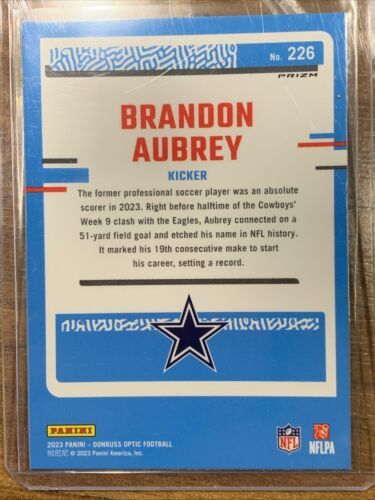 No. 226
PRIZM
BRANDON
AUBREY
KICKER
The former professional soccer player was an absolute
scorer in 2023. Right before halftime of the Cowboys'
Week 9 clash with the Eagles, Aubrey connected on a
51-yard field goal and etched his name in NFL history.
It marked his 19th consecutive make to start
his career, setting a record.
PANINI
2023 PANINI – DONRUSS OPTIC FOOTBALL
© 2023 Panini America, Inc.
NFL
NFLPA